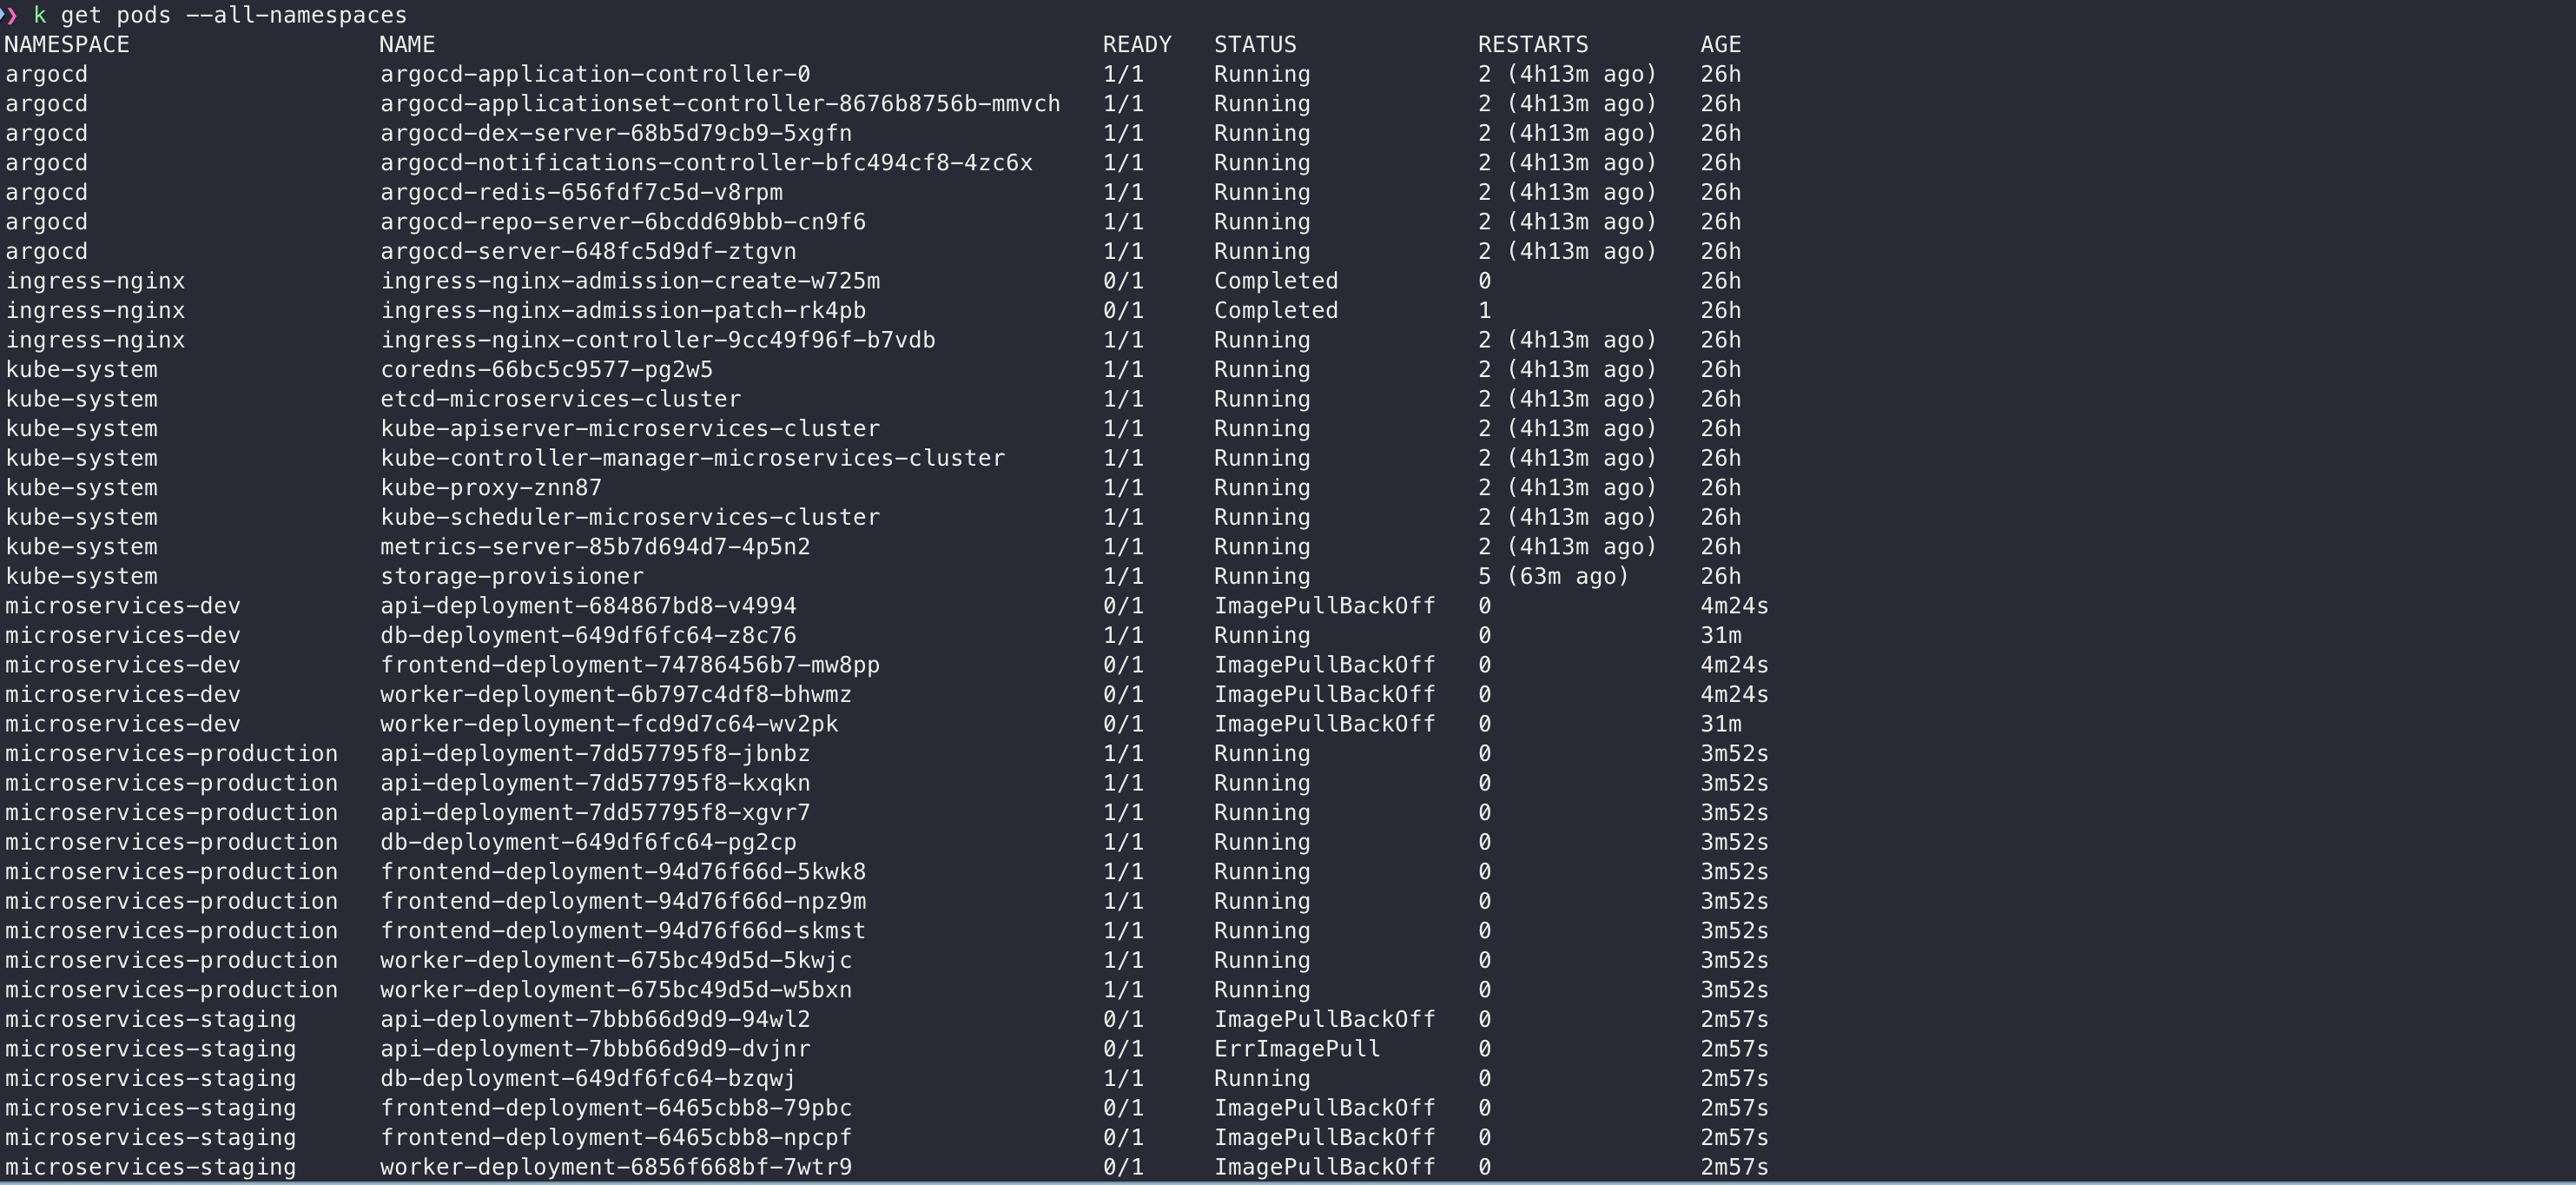 ❯ k get pods --all-namespaces
NAMESPACE NAME READY STATUS RESTARTS AGE
argocd argocd-application-controller-0 1/1 Running 2 (4h13m ago) 26h
argocd argocd-applicationset-controller-8676b8756b-mmvch 1/1 Running 2 (4h13m ago) 26h
argocd argocd-dex-server-68b5d79cb9-5xgfn 1/1 Running 2 (4h13m ago) 26h
argocd argocd-notifications-controller-bfc494cf8-4zc6x 1/1 Running 2 (4h13m ago) 26h
argocd argocd-redis-656fdf7c5d-v8rpm 1/1 Running 2 (4h13m ago) 26h
argocd argocd-repo-server-6bcdd69bbb-cn9f6 1/1 Running 2 (4h13m ago) 26h
argocd argocd-server-648fc5d9df-ztgvn 1/1 Running 2 (4h13m ago) 26h
ingress-nginx ingress-nginx-admission-create-w725m 0/1 Completed 0 26h
ingress-nginx ingress-nginx-admission-patch-rk4pb 0/1 Completed 1 26h
ingress-nginx ingress-nginx-controller-9cc49f96f-b7vdb 1/1 Running 2 (4h13m ago) 26h
kube-system coredns-66bc5c9577-pg2w5 1/1 Running 2 (4h13m ago) 26h
kube-system etcd-microservices-cluster 1/1 Running 2 (4h13m ago) 26h
kube-system kube-apiserver-microservices-cluster 1/1 Running 2 (4h13m ago) 26h
kube-system kube-controller-manager-microservices-cluster 1/1 Running 2 (4h13m ago) 26h
kube-system kube-proxy-znn87 1/1 Running 2 (4h13m ago) 26h
kube-system kube-scheduler-microservices-cluster 1/1 Running 2 (4h13m ago) 26h
kube-system metrics-server-85b7d694d7-4p5n2 1/1 Running 2 (4h13m ago) 26h
kube-system storage-provisioner 1/1 Running 5 (63m ago) 26h
microservices-dev api-deployment-684867bd8-v4994 0/1 ImagePullBackOff 0 4m24s
microservices-dev db-deployment-649df6fc64-z8c76 1/1 Running 0 31m
microservices-dev frontend-deployment-74786456b7-mw8pp 0/1 ImagePullBackOff 0 4m24s
microservices-dev worker-deployment-6b797c4df8-bhwmz 0/1 ImagePullBackOff 0 4m24s
microservices-dev worker-deployment-fcd9d7c64-wv2pk 0/1 ImagePullBackOff 0 31m
microservices-production api-deployment-7dd57795f8-jbnbz 1/1 Running 0 3m52s
microservices-production api-deployment-7dd57795f8-kxqkn 1/1 Running 0 3m52s
microservices-production api-deployment-7dd57795f8-xgvr7 1/1 Running 0 3m52s
microservices-production db-deployment-649df6fc64-pg2cp 1/1 Running 0 3m52s
microservices-production frontend-deployment-94d76f66d-5kwk8 1/1 Running 0 3m52s
microservices-production frontend-deployment-94d76f66d-npz9m 1/1 Running 0 3m52s
microservices-production frontend-deployment-94d76f66d-skmst 1/1 Running 0 3m52s
microservices-production worker-deployment-675bc49d5d-5kwjc 1/1 Running 0 3m52s
microservices-production worker-deployment-675bc49d5d-w5bxn 1/1 Running 0 3m52s
microservices-staging api-deployment-7bbb66d9d9-94wl2 0/1 ImagePullBackOff 0 2m57s
microservices-staging api-deployment-7bbb66d9d9-dvjnr 0/1 ErrImagePull 0 2m57s
microservices-staging db-deployment-649df6fc64-bzqwj 1/1 Running 0 2m57s
microservices-staging frontend-deployment-6465cbb8-79pbc 0/1 ImagePullBackOff 0 2m57s
microservices-staging frontend-deployment-6465cbb8-npcpf 0/1 ImagePullBackOff 0 2m57s
microservices-staging worker-deployment-6856f668bf-7wtr9 0/1 ImagePullBackOff 0 2m57s